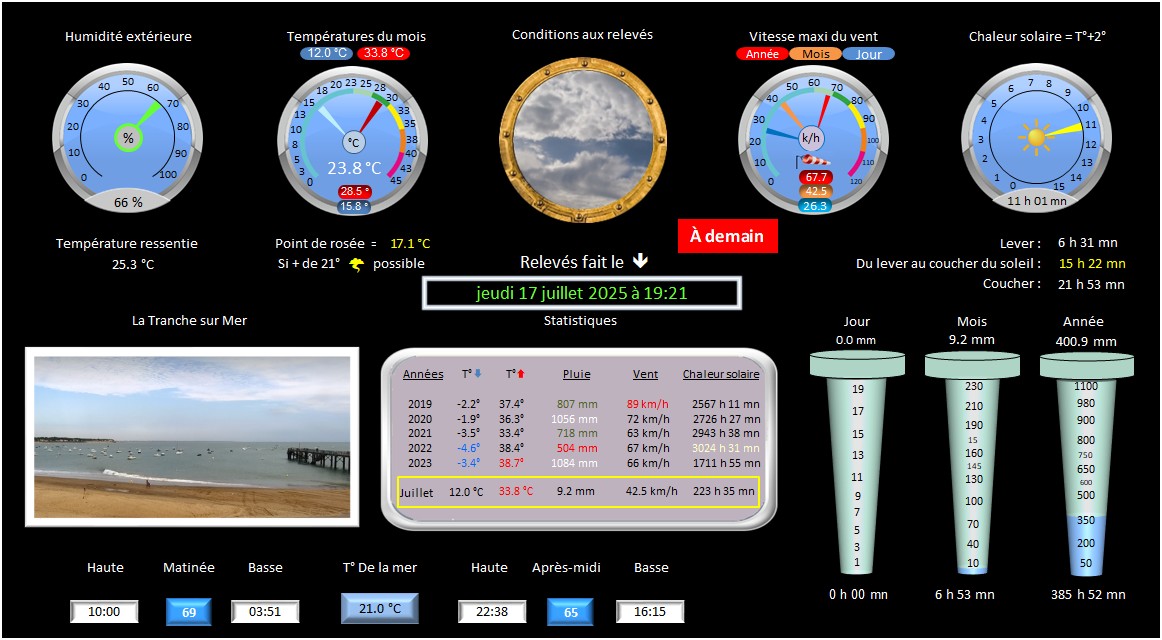 Humidité extérieure
Températures du mois
Conditions aux relevés
Vitesse maxi du vent
Chaleur solaire = T°+2°
12.0 °C 33.8 °C
Année Mois Jour
0 10 20 30 40 50 60 70 80 90 100
%
66 %
0 3 5 8 10 13 15 18 20 23 25 28 30 33 35 38 40 43 45
°C
23.8 °C
28.5 °
15.8 °
0 10 20 30 40 50 60 70 80 90 100 110 120
k/h
67.7
42.5
26.3
0 1 2 3 4 5 6 7 8 9 10 11 12 13 14 15
11 h 01 mn
À demain
Température ressentie
25.3 °C
Point de rosée = 17.1 °C
Si + de 21° possible
Relevés fait le
jeudi 17 juillet 2025 à 19:21
Lever : 6 h 31 mn
Du lever au coucher du soleil : 15 h 22 mn
Coucher : 21 h 53 mn
La Tranche sur Mer
Statistiques
Années T° T° Pluie Vent Chaleur solaire
2019 -2.2° 37.4° 807 mm 89 km/h 2567 h 11 mn
2020 -1.9° 36.3° 1056 mm 72 km/h 2726 h 27 mn
2021 -3.5° 33.4° 718 mm 63 km/h 2943 h 38 mn
2022 -4.6° 38.4° 504 mm 67 km/h 3024 h 31 mn
2023 -3.4° 38.7° 1084 mm 66 km/h 1711 h 55 mn
Juillet 12.0 °C 33.8 °C 9.2 mm 42.5 km/h 223 h 35 mn
Jour
0.0 mm
19
17
15
13
11
9
7
5
3
1
0 h 00 mn
Mois
9.2 mm
230
210
190
15
160
145
130
100
70
40
10
6 h 53 mn
Année
400.9 mm
1100
980
900
800
750
650
600
500
350
200
50
385 h 52 mn
Haute Matinée Basse
10:00 69 03:51
T° De la mer
21.0 °C
Haute Après-midi Basse
22:38 65 16:15